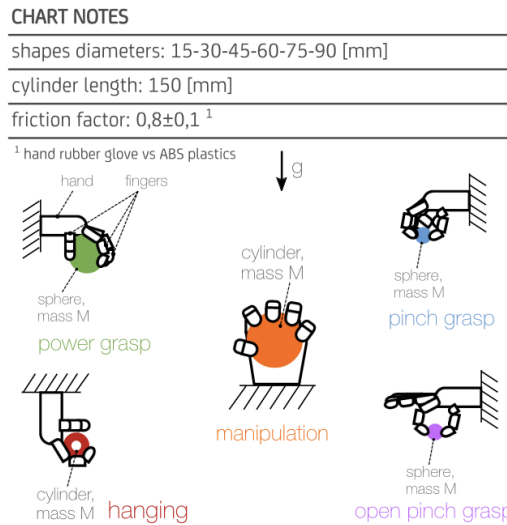 CHART NOTES
shapes diameters: 15-30-45-60-75-90 [mm]
cylinder length: 150 [mm]
friction factor: 0,8±0,1 ¹
¹ hand rubber glove vs ABS plastics
g
hand
fingers
sphere,
mass M
power grasp
cylinder,
mass M
manipulation
sphere,
mass M
pinch grasp
cylinder,
mass M
hanging
sphere,
mass M
open pinch grasp